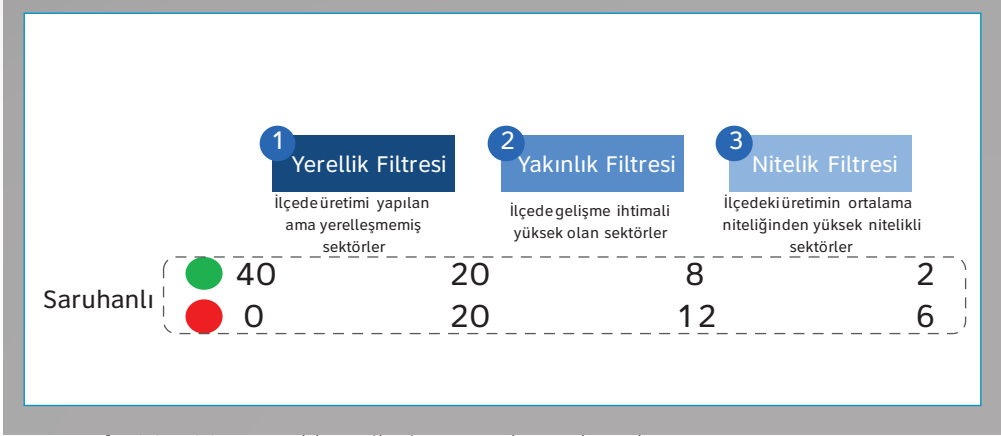 1 Yerellik Filtresi
2 Yakınlık Filtresi
3 Nitelik Filtresi
İlçede üretimi yapılan
ama yerelleşmemiş
sektörler
İlçede gelişme ihtimali
yüksek olan sektörler
İlçedeki üretimin ortalama
niteliğinden yüksek nitelikli
sektörler
Saruhanlı
40 20 8 2
0 20 12 6